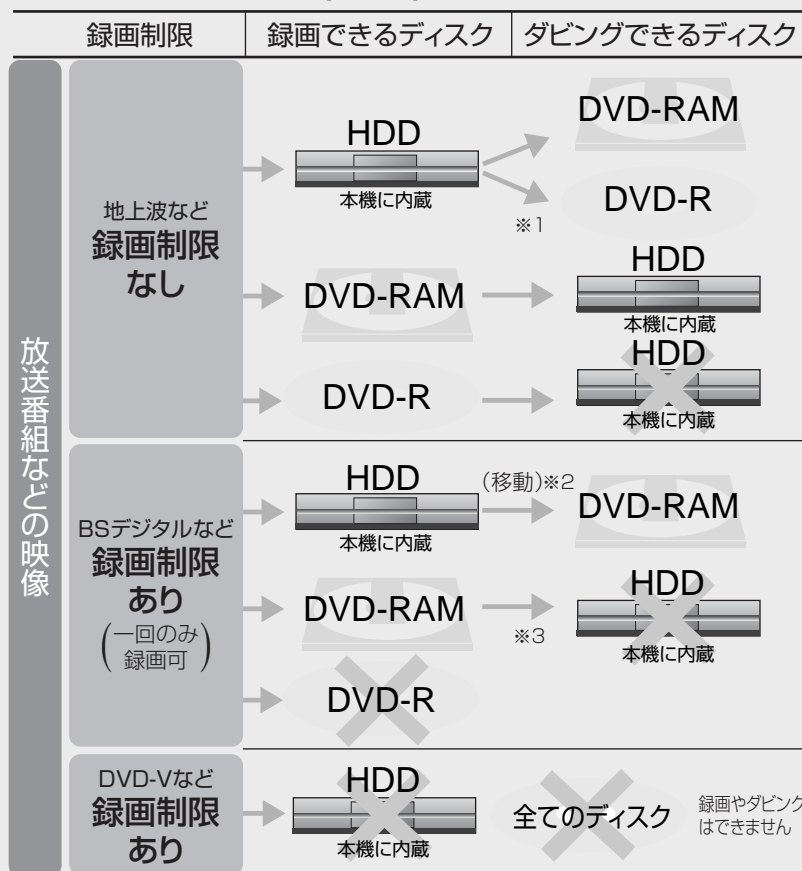 録画制限
録画できるディスク
ダビングできるディスク
放送番組などの映像
地上波など
録画制限
なし
HDD
本機に内蔵
※1
DVD-RAM
DVD-R
DVD-RAM
HDD
本機に内蔵
DVD-R
HDD
本機に内蔵
BSデジタルなど
録画制限
あり
(一回のみ
録画可)
HDD
本機に内蔵
(移動)※2
DVD-RAM
DVD-RAM
※3
HDD
本機に内蔵
DVD-R
DVD-Vなど
録画制限
あり
HDD
本機に内蔵
全てのディスク
録画やダビング
はできません